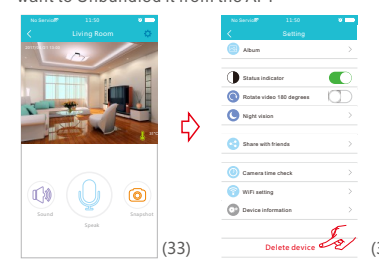 want to Unbundled it from the APP
No Service 11:50
Living Room
Sound
Speak
Snapshot
(33)
No Service 11:50
Setting
Album
Status indicator
Rotate video 180 degrees
Night vision
Share with friends
Camera time check
WiFi setting
Device information
Delete device